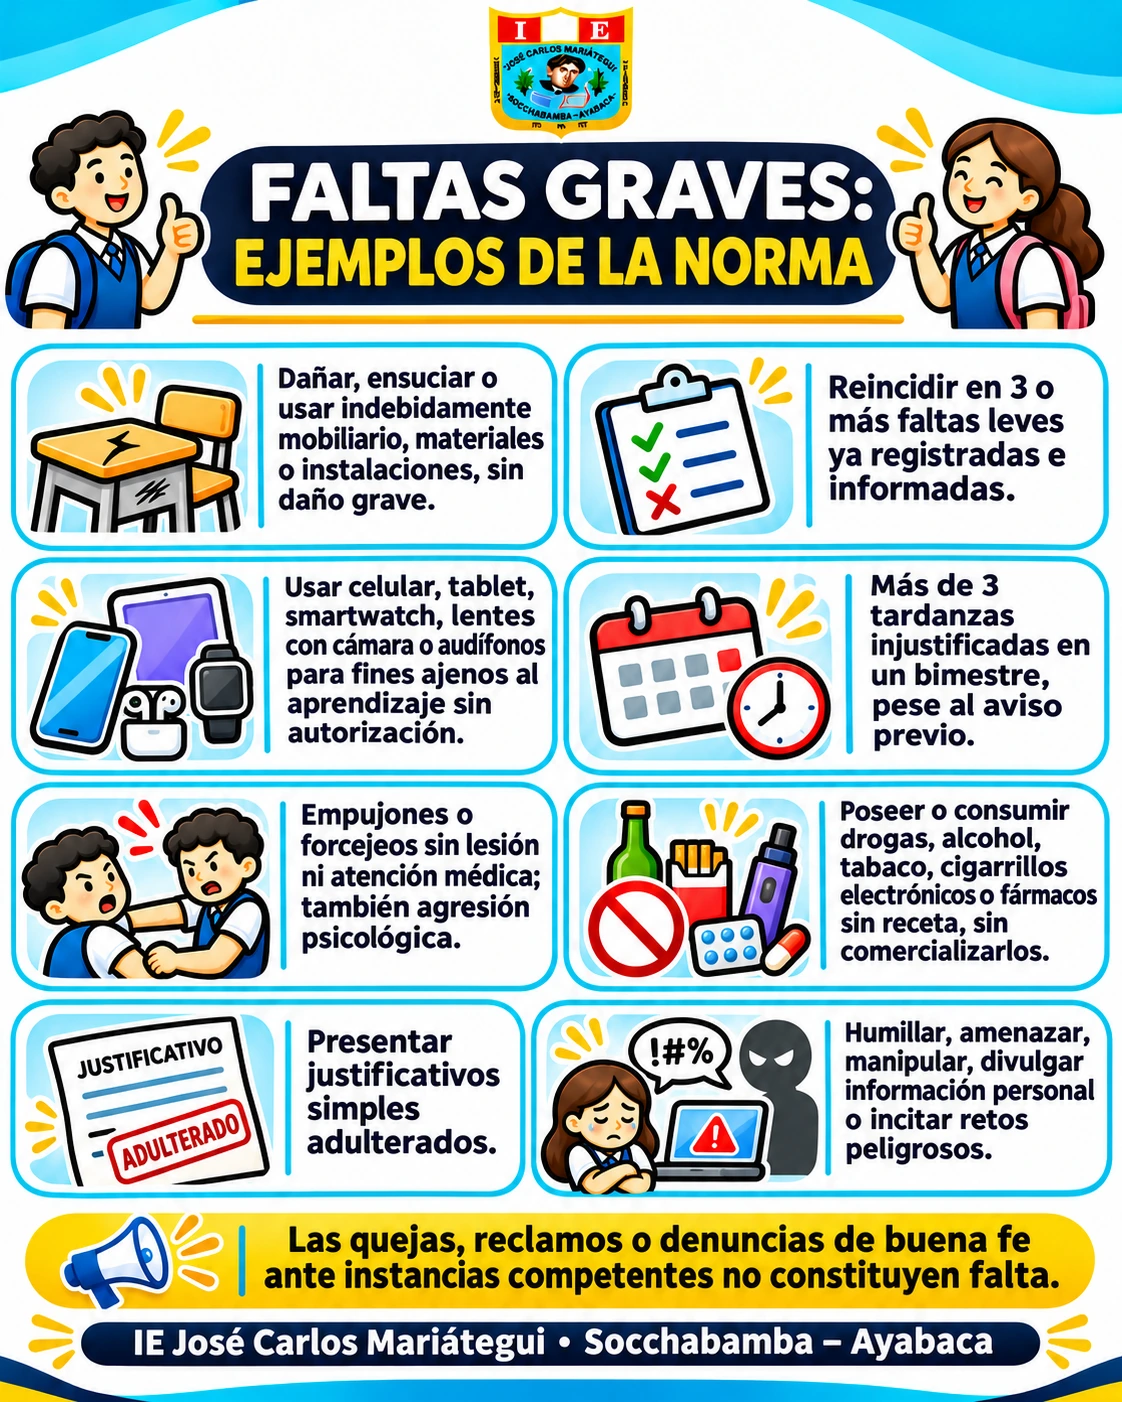 I E
JOSÉ CARLOS MARIÁTEGUI
SOCCHABAMBA – AYABACA
FALTAS GRAVES:
EJEMPLOS DE LA NORMA
Dañar, ensuciar o
usar indebidamente
mobiliario, materiales
o instalaciones, sin
daño grave.
Reincidir en 3 o
más faltas leves
ya registradas e
informadas.
Usar celular, tablet,
smartwatch, lentes
con cámara o audífonos
para fines ajenos al
aprendizaje sin
autorización.
Más de 3
tardanzas
injustificadas en
un bimestre,
pese al aviso
previo.
Empujones o
forcejeos sin lesión
ni atención médica;
también agresión
psicológica.
Poseer o consumir
drogas, alcohol,
tabaco, cigarrillos
electrónicos o fármacos
sin receta, sin
comercializarlos.
JUSTIFICATIVO
ADULTERADO
Presentar
justificativos
simples
adulterados.
!#%
Humillar, amenazar,
manipular, divulgar
información personal
o incitar retos
peligrosos.
Las quejas, reclamos o denuncias de buena fe
ante instancias competentes no constituyen falta.
IE José Carlos Mariátegui • Socchabamba – Ayabaca